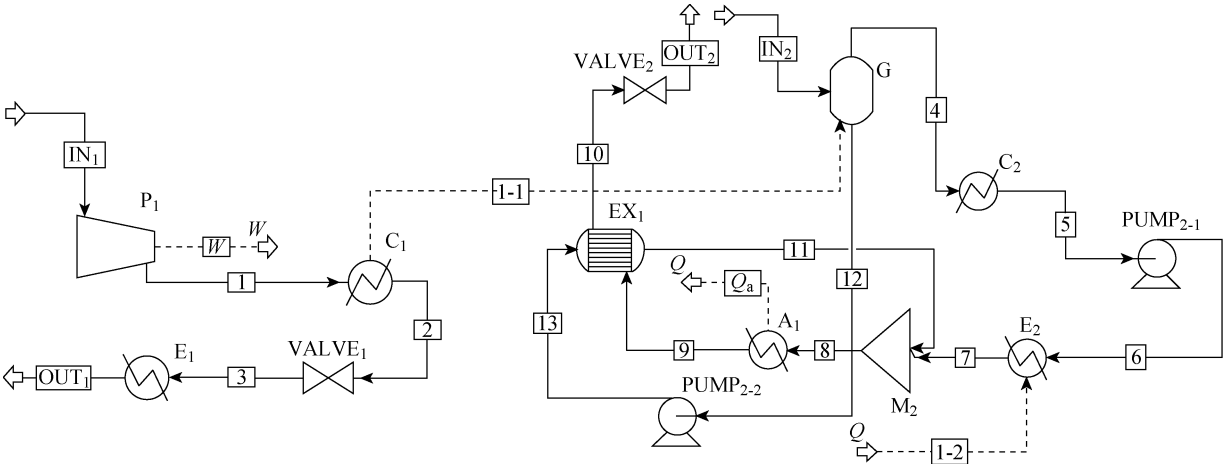 IN₁
P₁
W
W
1
C₁
1-1
2
VALVE₁
3
E₁
OUT₁
VALVE₂
OUT₂
IN₂
G
4
C₂
5
PUMP₂₋₁
10
EX₁
11
12
Q
Qₐ
A₁
13
9
8
M₂
7
E₂
6
PUMP₂₋₂
Q
1-2